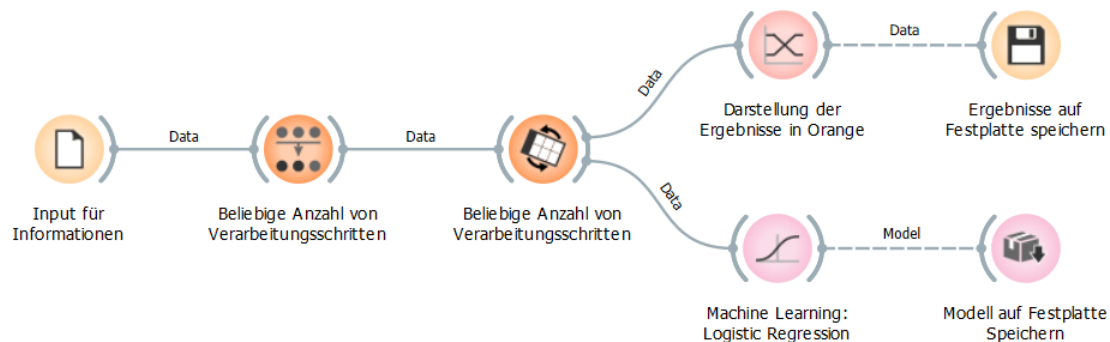 Data
Darstellung der
Ergebnisse in Orange
Ergebnisse auf
Festplatte speichern
Data
Data
Data
Input für
Informationen
Beliebige Anzahl von
Verarbeitungsschritten
Beliebige Anzahl von
Verarbeitungsschritten
Data
Model
Machine Learning:
Logistic Regression
Modell auf Festplatte
Speichern